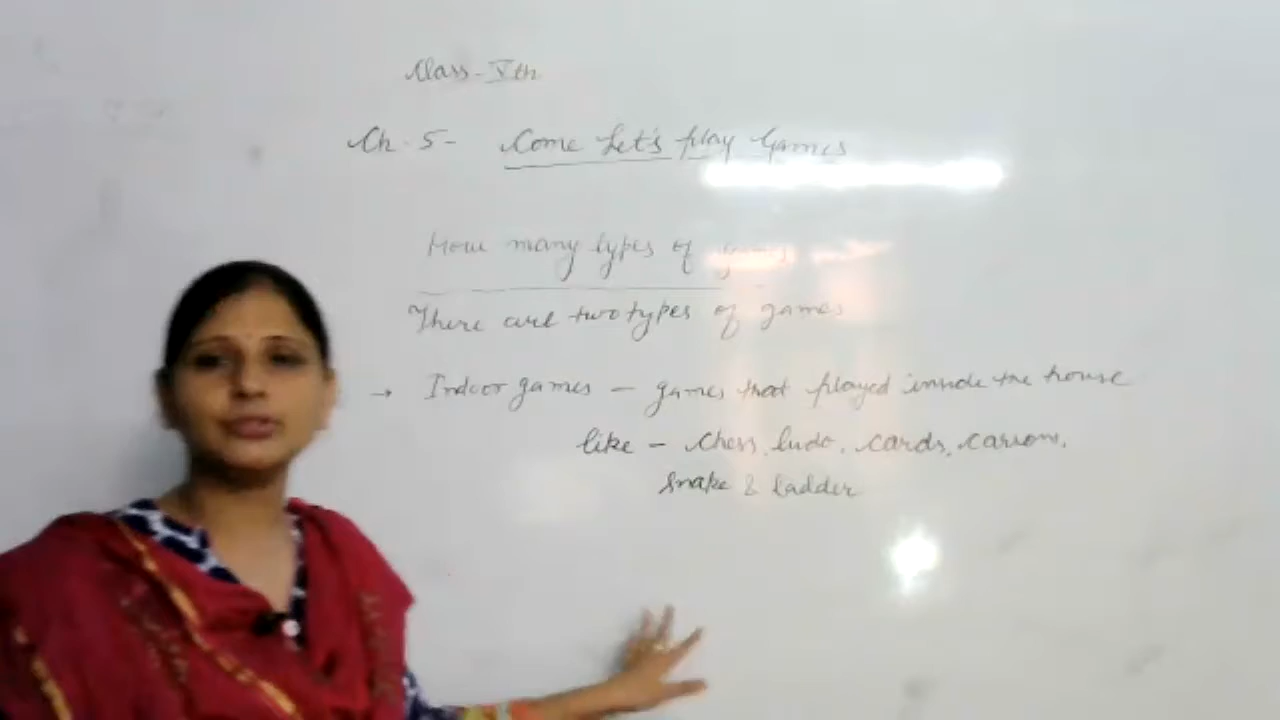 Class - Vth
Ch. 5 - Come Let's Play Games
How many types of games
There are two types of games
→ Indoor games - games that played inside the house
like - Chess, ludo, cards, carrom,
snake & ladder